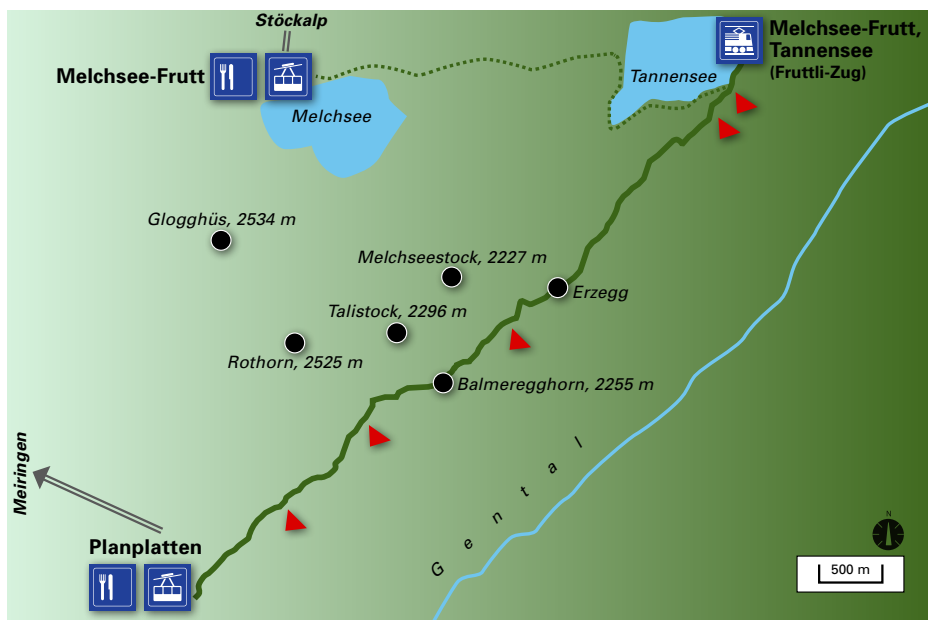 Stöckalp
Melchsee-Frutt
Melchsee-Frutt,
Tannensee
(Fruttli-Zug)
Tannensee
Melchsee
Glogghüs, 2534 m
Melchseestock, 2227 m
Erzegg
Talistock, 2296 m
Rothorn, 2525 m
Balmeregghorn, 2255 m
Gental
Meiringen
Planplatten
N
500 m